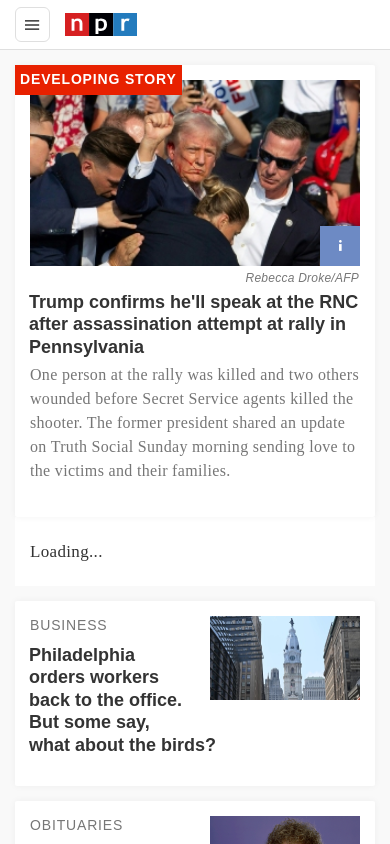 npr
DEVELOPING STORY
Rebecca Droke/AFP
Trump confirms he'll speak at the RNC
after assassination attempt at rally in
Pennsylvania
One person at the rally was killed and two others
wounded before Secret Service agents killed the
shooter. The former president shared an update
on Truth Social Sunday morning sending love to
the victims and their families.
Loading...
BUSINESS
Philadelphia
orders workers
back to the office.
But some say,
what about the birds?
OBITUARIES